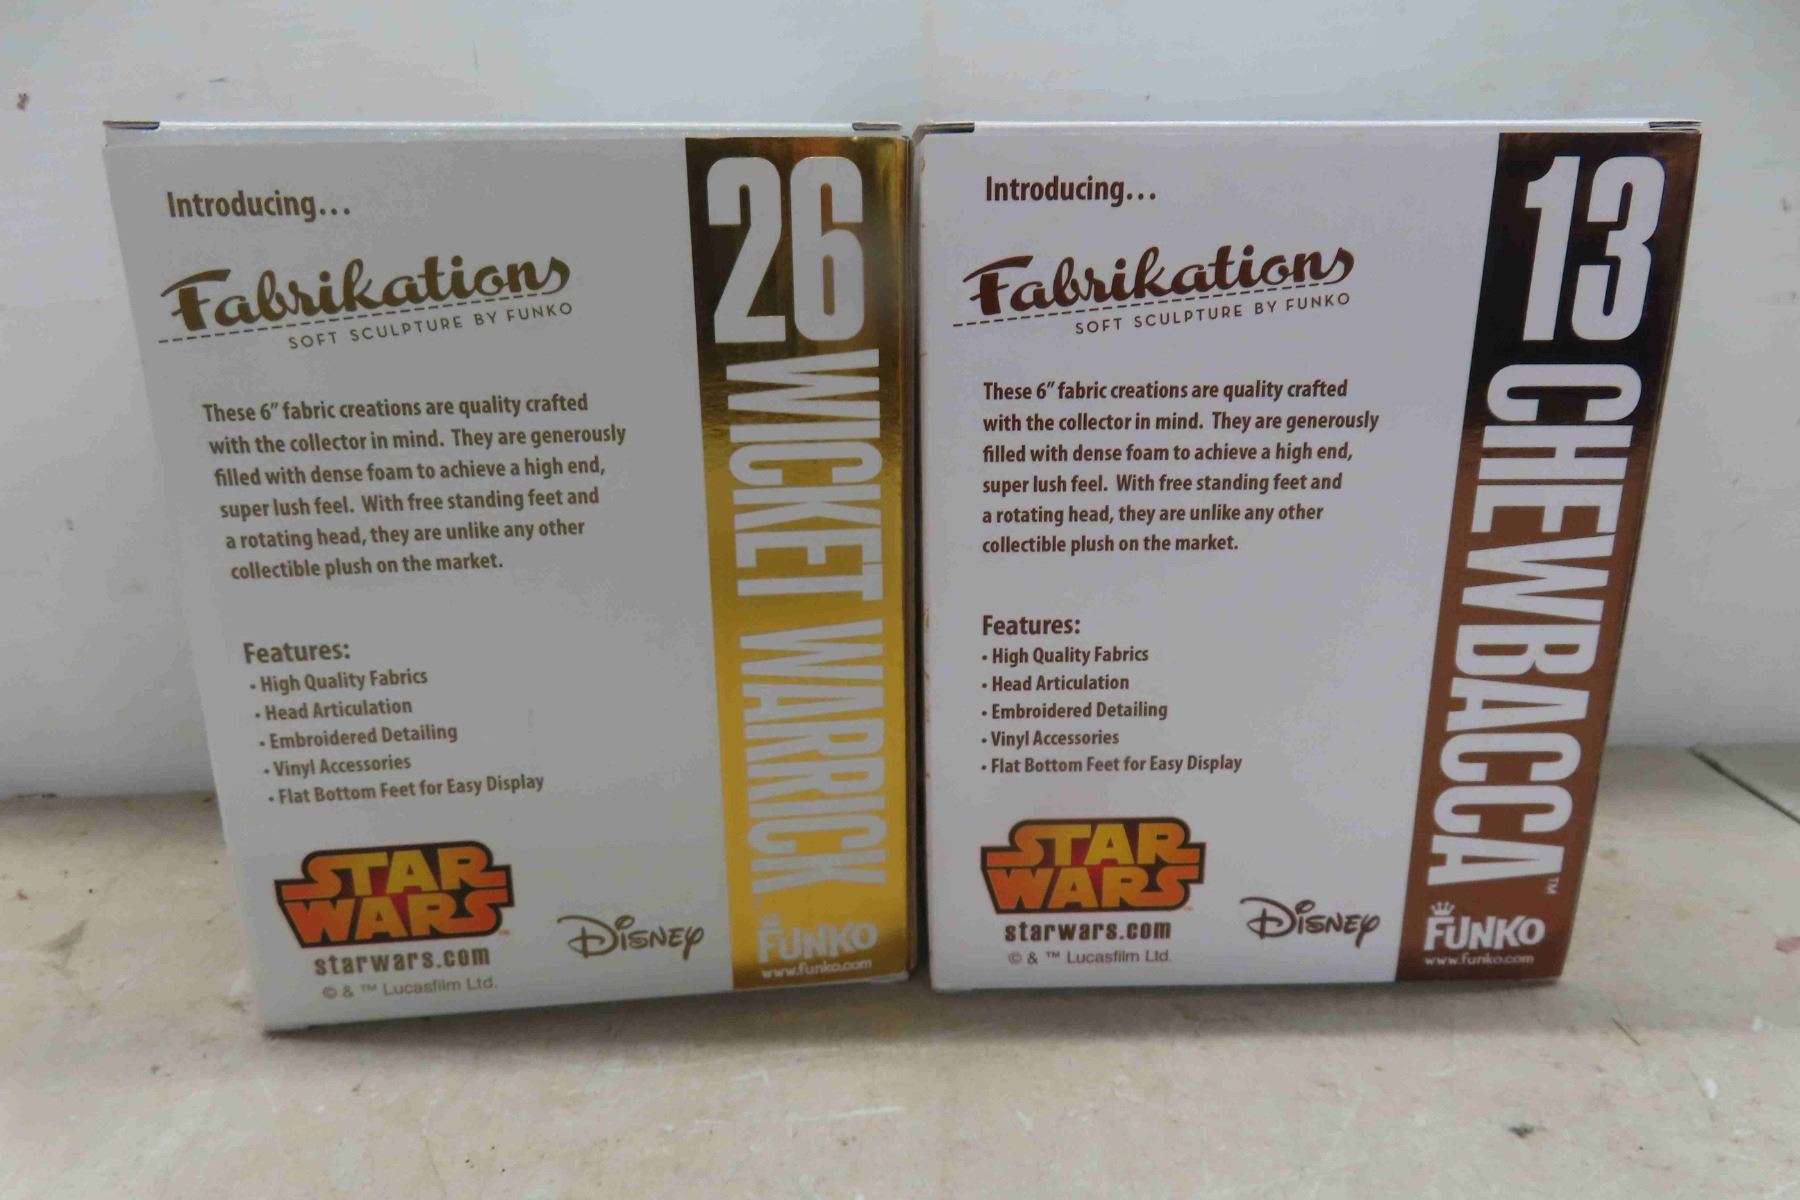 Introducing...
Fabrikations
SOFT SCULPTURE BY FUNKO
These 6" fabric creations are quality crafted
with the collector in mind. They are generously
filled with dense foam to achieve a high end,
super lush feel. With free standing feet and
a rotating head, they are unlike any other
collectible plush on the market.
Features:
• High Quality Fabrics
• Head Articulation
• Embroidered Detailing
• Vinyl Accessories
• Flat Bottom Feet for Easy Display
STAR
WARS
starwars.com
© & ™ Lucasfilm Ltd.
Disney
26
WICKET WARRICK
FUNKO
www.funko.com
Introducing...
Fabrikations
SOFT SCULPTURE BY FUNKO
These 6" fabric creations are quality crafted
with the collector in mind. They are generously
filled with dense foam to achieve a high end,
super lush feel. With free standing feet and
a rotating head, they are unlike any other
collectible plush on the market.
Features:
• High Quality Fabrics
• Head Articulation
• Embroidered Detailing
• Vinyl Accessories
• Flat Bottom Feet for Easy Display
STAR
WARS
starwars.com
© & ™ Lucasfilm Ltd.
Disney
13
CHEWBACCA™
FUNKO
www.funko.com